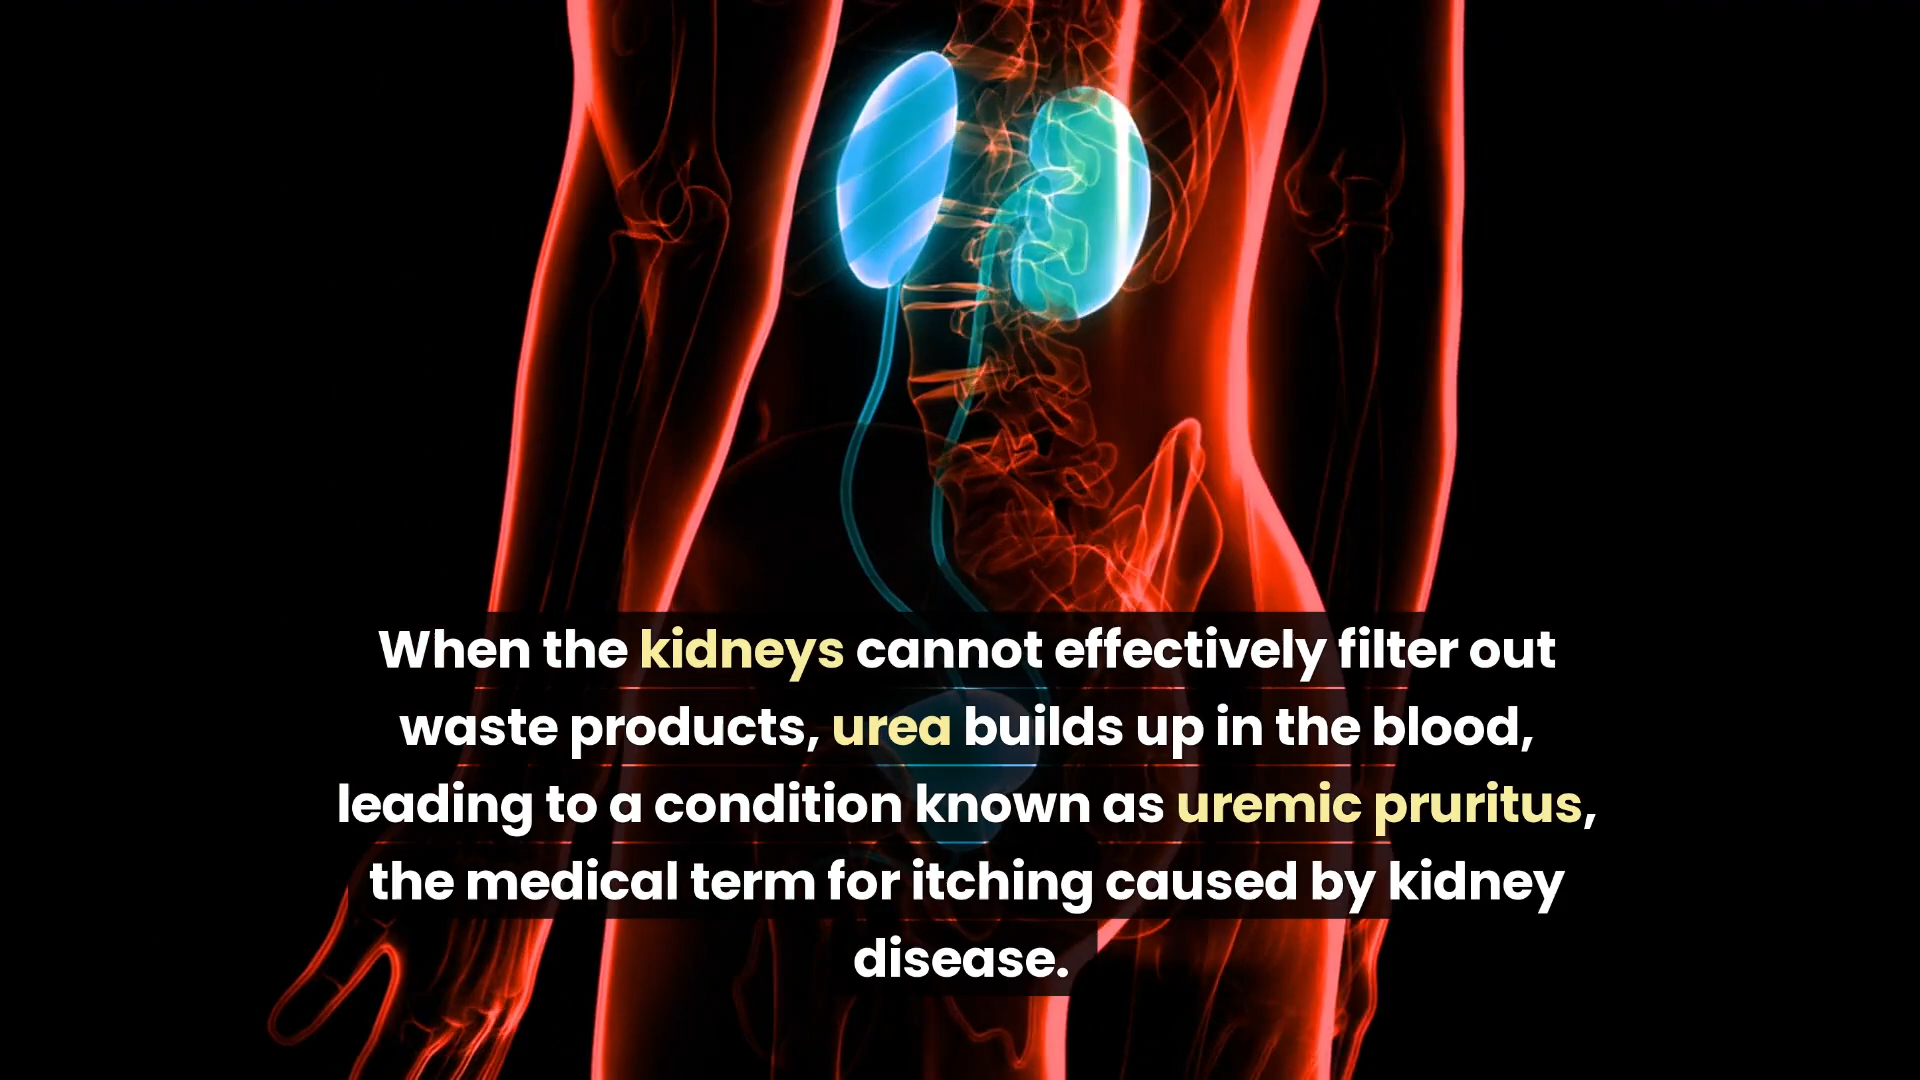 When the kidneys cannot effectively filter out
waste products, urea builds up in the blood,
leading to a condition known as uremic pruritus,
the medical term for itching caused by kidney
disease.